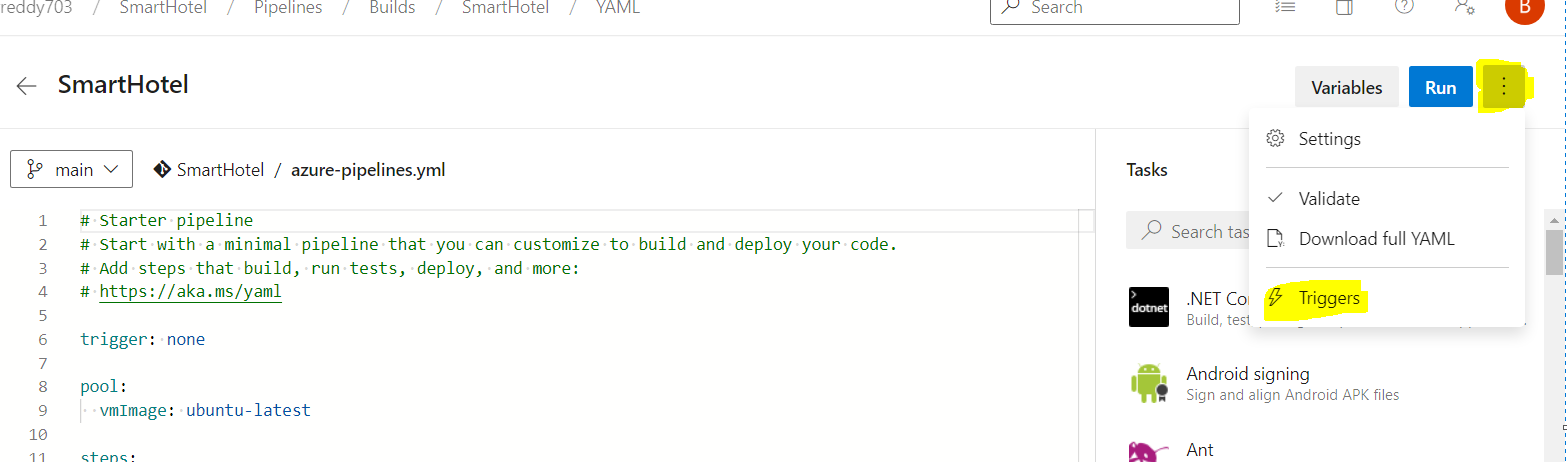 reddy703 / SmartHotel / Pipelines / Builds / SmartHotel / YAML
Search
B
SmartHotel
Variables
Run
Settings
Validate
Download full YAML
Triggers
main
SmartHotel / azure-pipelines.yml
Tasks
Search tas
1 # Starter pipeline
2 # Start with a minimal pipeline that you can customize to build and deploy your code.
3 # Add steps that build, run tests, deploy, and more:
4 # https://aka.ms/yaml
5
6 trigger: none
7
8 pool:
9 vmImage: ubuntu-latest
10
11 steps:
dotnet
.NET Co
Build, test
Android signing
Sign and align Android APK files
Ant